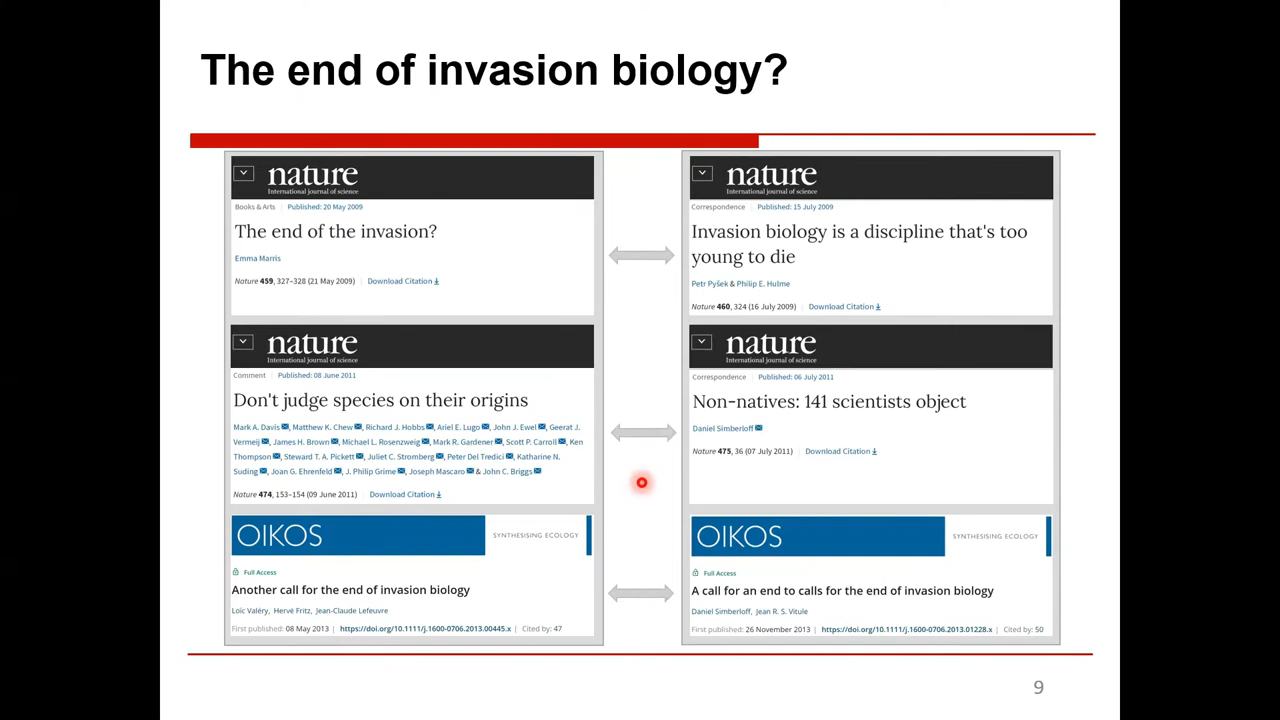 The end of invasion biology?
nature
International journal of science
Books & Arts | Published: 20 May 2009
The end of the invasion?
Emma Marris
Nature 459, 327–328 (21 May 2009) | Download Citation
nature
International journal of science
Correspondence | Published: 15 July 2009
Invasion biology is a discipline that's too
young to die
Petr Pyšek & Philip E. Hulme
Nature 460, 324 (16 July 2009) | Download Citation
nature
International journal of science
Comment | Published: 08 June 2011
Don't judge species on their origins
Mark A. Davis, Matthew K. Chew, Richard J. Hobbs, Ariel E. Lugo, John J. Ewel, Geerat J.
Vermeij, James H. Brown, Michael L. Rosenzweig, Mark R. Gardener, Scott P. Carroll, Ken
Thompson, Steward T. A. Pickett, Juliet C. Stromberg, Peter Del Tredici, Katharine N.
Suding, Joan G. Ehrenfeld, J. Philip Grime, Joseph Mascaro & John C. Briggs
Nature 474, 153–154 (09 June 2011) | Download Citation
nature
International journal of science
Correspondence | Published: 06 July 2011
Non-natives: 141 scientists object
Daniel Simberloff
Nature 475, 36 (07 July 2011) | Download Citation
OIKOS SYNTHESISING ECOLOGY
Full Access
Another call for the end of invasion biology
Loïc Valéry, Hervé Fritz, Jean-Claude Lefeuvre
First published: 08 May 2013 | https://doi.org/10.1111/j.1600-0706.2013.00445.x | Cited by: 47
OIKOS SYNTHESISING ECOLOGY
Full Access
A call for an end to calls for the end of invasion biology
Daniel Simberloff, Jean R. S. Vitule
First published: 26 November 2013 | https://doi.org/10.1111/j.1600-0706.2013.01228.x | Cited by: 50
9